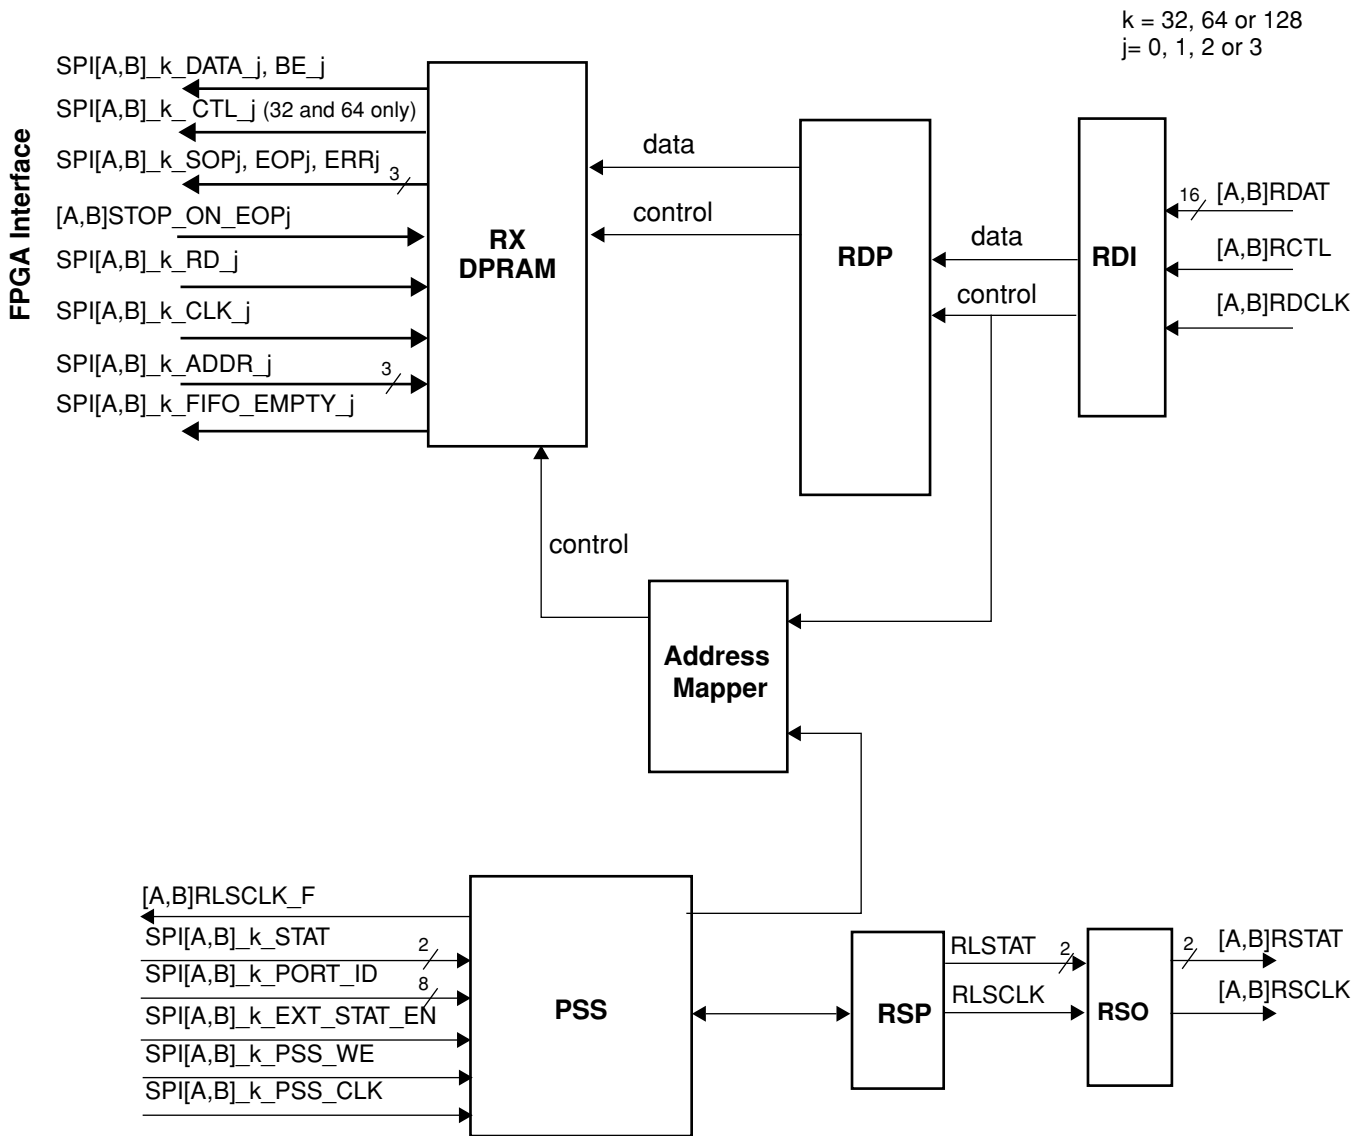 k = 32, 64 or 128
j= 0, 1, 2 or 3
FPGA Interface
SPI[A,B]_k_DATA_j, BE_j
SPI[A,B]_k_ CTL_j (32 and 64 only)
SPI[A,B]_k_SOPj, EOPj, ERRj
3
[A,B]STOP_ON_EOPj
SPI[A,B]_k_RD_j
SPI[A,B]_k_CLK_j
SPI[A,B]_k_ADDR_j
3
SPI[A,B]_k_FIFO_EMPTY_j
RX
DPRAM
data
control
RDP
data
control
RDI
16
[A,B]RDAT
[A,B]RCTL
[A,B]RDCLK
control
Address
Mapper
[A,B]RLSCLK_F
SPI[A,B]_k_STAT
2
SPI[A,B]_k_PORT_ID
8
SPI[A,B]_k_EXT_STAT_EN
SPI[A,B]_k_PSS_WE
SPI[A,B]_k_PSS_CLK
PSS
RSP
RLSTAT
2
RLSCLK
RSO
2
[A,B]RSTAT
[A,B]RSCLK